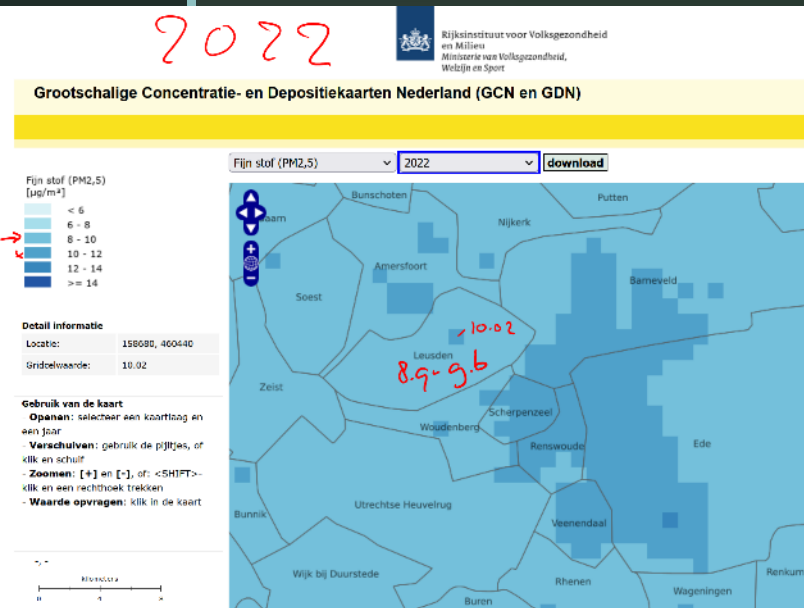 2022
Rijksinstituut voor Volksgezondheid
en Milieu
Ministerie van Volksgezondheid,
Welzijn en Sport
Grootschalige Concentratie- en Depositiekaarten Nederland (GCN en GDN)
Fijn stof (PM2,5)
2022
download
Fijn stof (PM2,5)
[µg/m³]
< 6
6 - 8
8 - 10
10 - 12
12 - 14
>= 14
Detail informatie
Locatie: 158680, 460440
Gridcelwaarde: 10.02
Gebruik van de kaart
- Openen: selecteer een kaartlaag en
een jaar
- Verschuiven: gebruik de pijltjes, of
klik en schuif
- Zoomen: [+] en [-], of: <SHIFT>-
klik en een rechthoek trekken
- Waarde opvragen: klik in de kaart
-, -
kilometers
0
Bunschoten
Putten
Nijkerk
Amersfoort
Barneveld
Soest
10.02
Leusden
8.9 - 9.6
Zeist
Scherpenzeel
Woudenberg
Renswoude
Ede
Utrechtse Heuvelrug
Bunnik
Veenendaal
Wijk bij Duurstede
Rhenen
Renkum
Wageningen
Buren